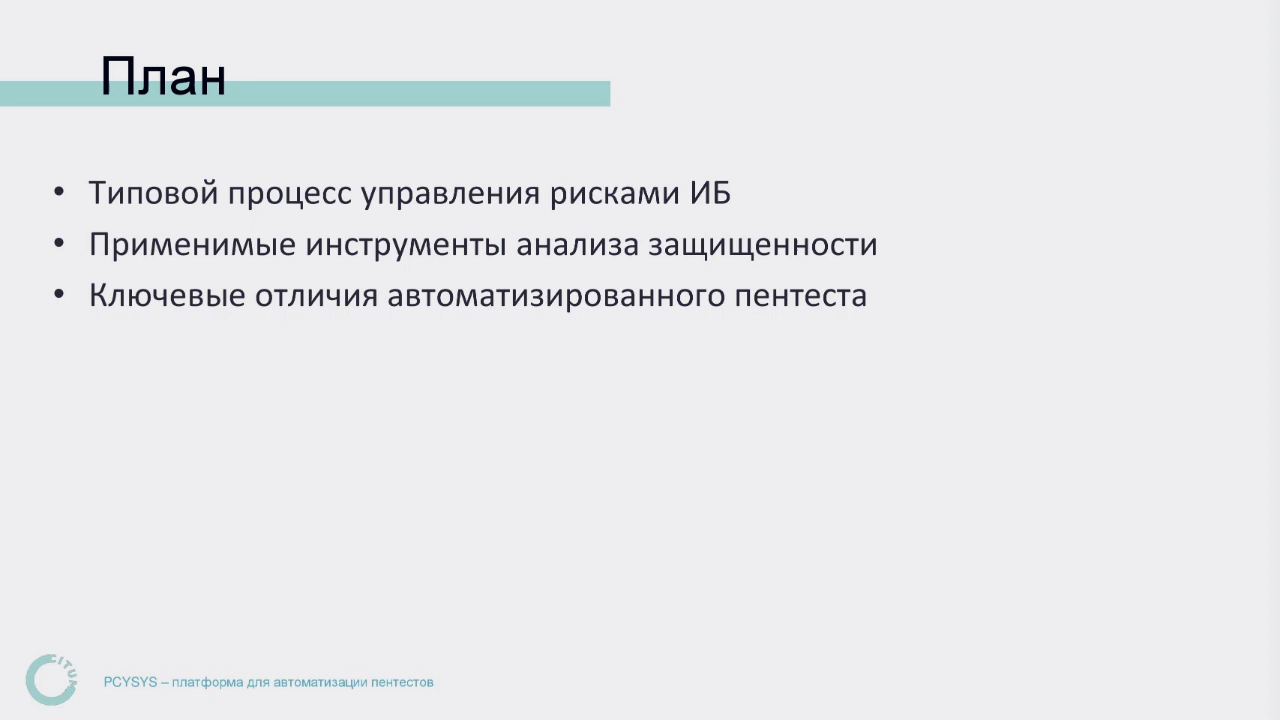 План
• Типовой процесс управления рисками ИБ
• Применимые инструменты анализа защищенности
• Ключевые отличия автоматизированного пентеста
CITUM
PCYSYS – платформа для автоматизации пентестов